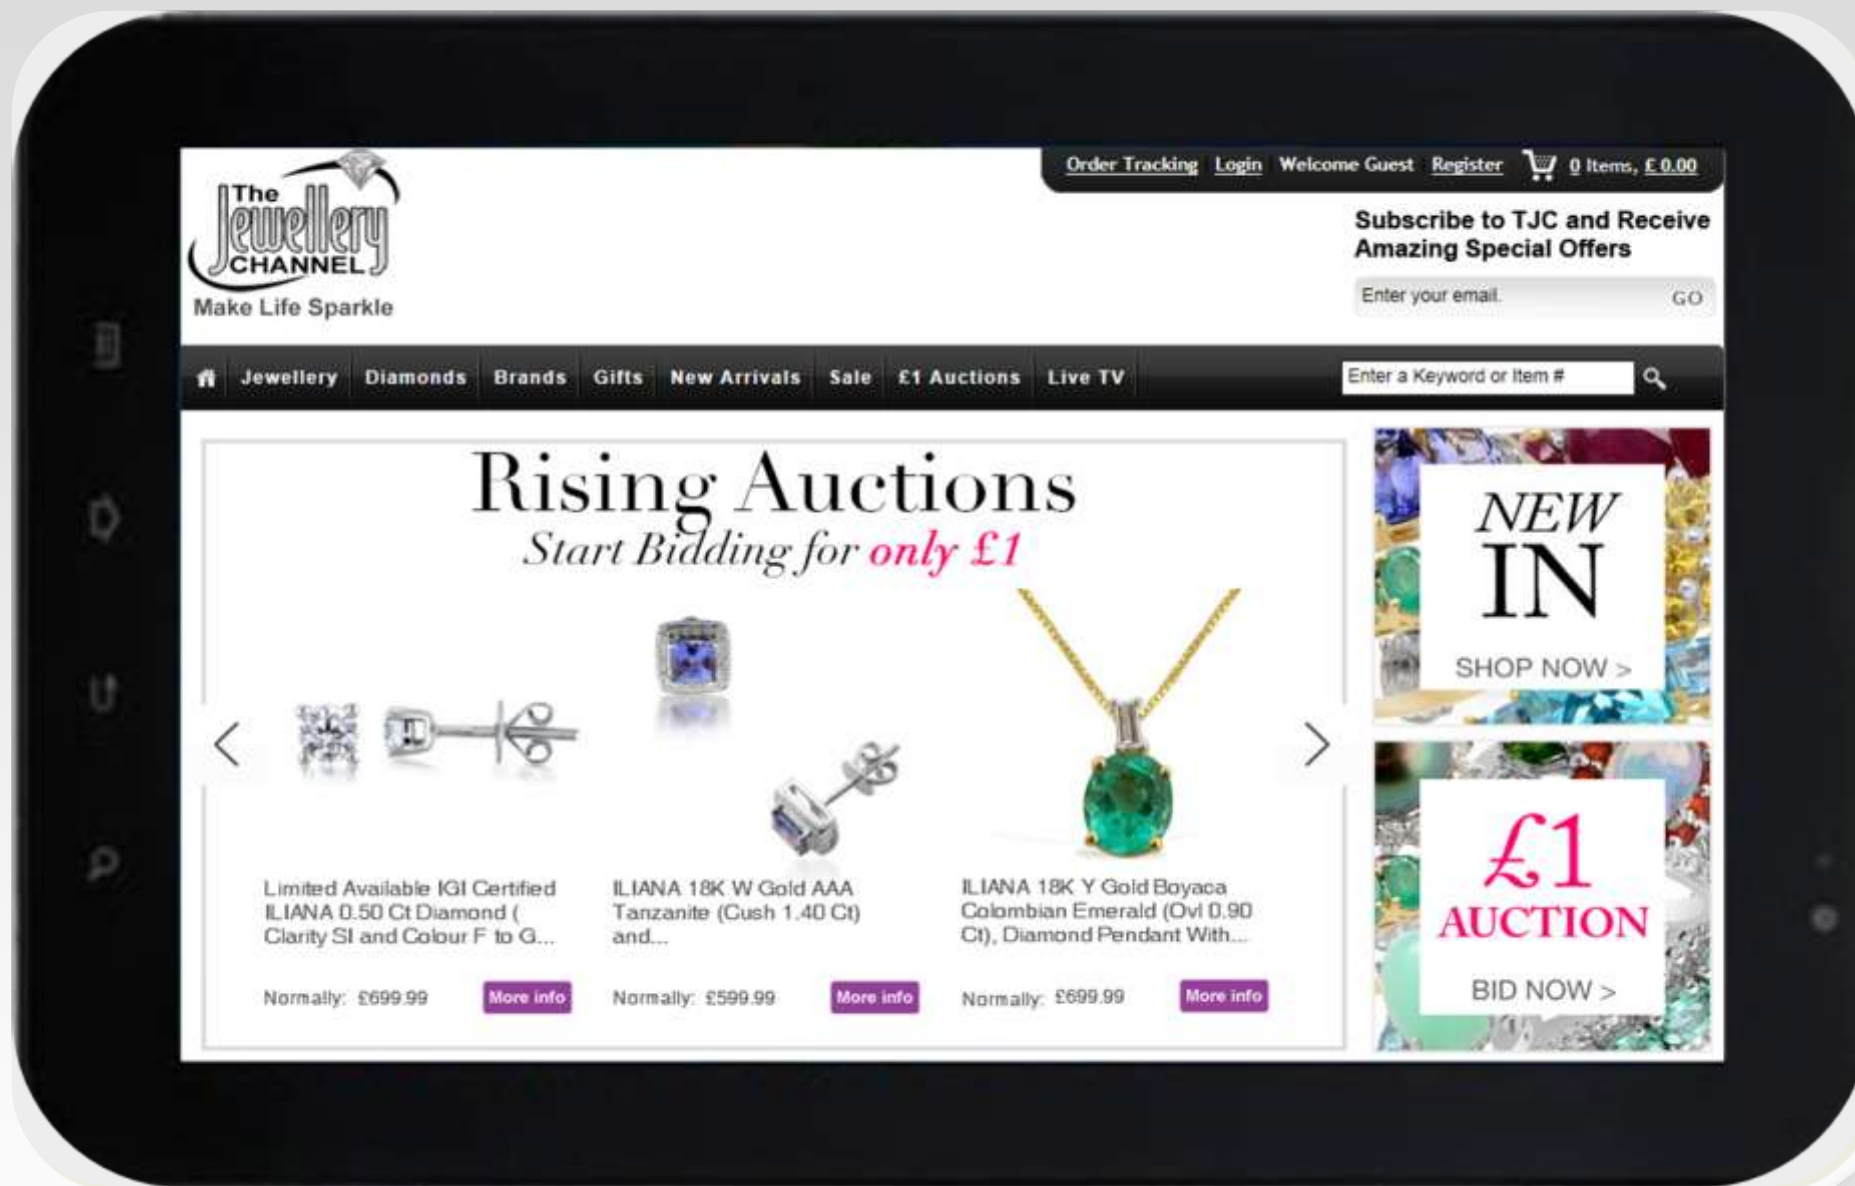 The
Jewellery
CHANNEL
Make Life Sparkle
Order Tracking Login Welcome Guest Register 0 Items, £ 0.00
Subscribe to TJC and Receive
Amazing Special Offers
Enter your email. GO
Jewellery Diamonds Brands Gifts New Arrivals Sale £1 Auctions Live TV
Enter a Keyword or Item #
Rising Auctions
Start Bidding for only £1
Limited Available IGI Certified
ILIANA 0.50 Ct Diamond (
Clarity SI and Colour F to G...
Normally: £699.99 More info
ILIANA 18K W Gold AAA
Tanzanite (Cush 1.40 Ct)
and...
Normally: £599.99 More info
ILIANA 18K Y Gold Boyaca
Colombian Emerald (Ovl 0.90
Ct), Diamond Pendant With...
Normally: £699.99 More info
NEW
IN
SHOP NOW >
£1
AUCTION
BID NOW >